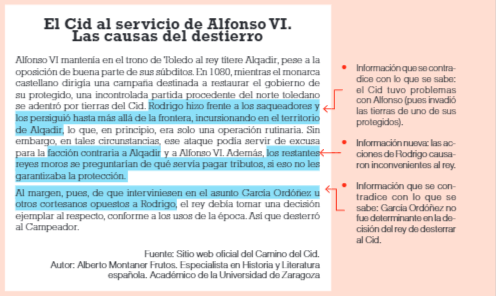 El Cid al servicio de Alfonso VI.
Las causas del destierro
Alfonso VI mantenía en el trono de Toledo al rey títere Alqadir, pese a la
oposición de buena parte de sus súbditos. En 1080, mientras el monarca
castellano dirigía una campaña destinada a restaurar el gobierno de
su protegido, una incontrolada partida procedente del norte toledano
se adentró por tierras del Cid. Rodrigo hizo frente a los saqueadores y
los persiguió hasta más allá de la frontera, incursionando en el territorio
de Alqadir, lo que, en principio, era solo una operación rutinaria. Sin
embargo, en tales circunstancias, ese ataque podía servir de excusa
para la facción contraria a Alqadir y a Alfonso VI. Además, los restantes
reyes moros se preguntarían de qué servía pagar tributos, si eso no les
garantizaba la protección.
Al margen, pues, de que interviniesen en el asunto García Ordóñez u
otros cortesanos opuestos a Rodrigo, el rey debía tomar una decisión
ejemplar al respecto, conforme a los usos de la época. Así que desterró
al Campeador.
Fuente: Sitio web oficial del Camino del Cid.
Autor: Alberto Montaner Frutos. Especialista en Historia y Literatura
española. Académico de la Universidad de Zaragoza
• Información que se contra-
dice con lo que se sabe:
el Cid tuvo problemas
con Alfonso (pues invadió
las tierras de uno de sus
protegidos).
• Información nueva: las ac-
ciones de Rodrigo causa-
ron inconvenientes al rey.
• Información que se con-
tradice con lo que se
sabe: García Ordóñez no
fue determinante en la de-
cisión del rey de desterrar
al Cid.